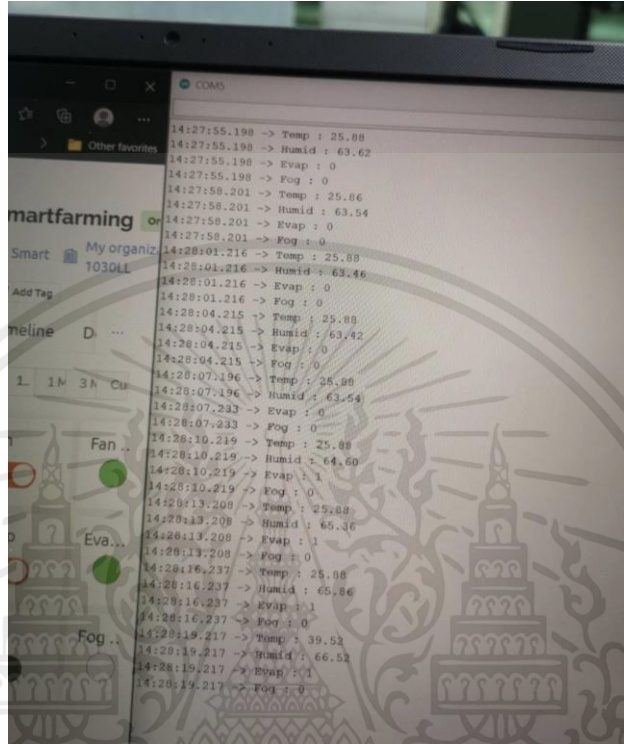 COM5
Other favorites
martfarming
Smart
My organiz
1030LL
Add Tag
meline
D
1M
Cu
Fan ..
Eva...
Fog ..
14:27:55.198 -> Temp : 25.88
14:27:55.198 -> Humid : 63.62
14:27:55.198 -> Evap : 0
14:27:55.198 -> Fog : 0
14:27:58.201 -> Temp : 25.86
14:27:58.201 -> Humid : 63.54
14:27:58.201 -> Evap : 0
14:27:58.201 -> Fog : 0
14:28:01.216 -> Temp : 25.88
14:28:01.216 -> Humid : 63.46
14:28:01.216 -> Evap : 0
14:28:01.216 -> Fog : 0
14:28:04.215 -> Temp : 25.88
14:28:04.215 -> Humid : 63.42
14:28:04.215 -> Evap : 0
14:28:04.215 -> Fog : 0
14:28:07.196 -> Temp : 25.88
14:28:07.196 -> Humid : 63.54
14:28:07.233 -> Evap : 0
14:28:07.233 -> Fog : 0
14:28:10.219 -> Temp : 25.88
14:28:10.219 -> Humid : 64.60
14:28:10.219 -> Evap : 1
14:28:10.219 -> Fog : 0
14:28:13.208 -> Temp : 25.88
14:28:13.208 -> Humid : 65.36
14:28:13.208 -> Evap : 1
14:28:13.208 -> Fog : 0
14:28:16.237 -> Temp : 25.88
14:28:16.237 -> Humid : 65.86
14:28:16.237 -> Evap : 1
14:28:16.237 -> Fog : 0
14:28:19.217 -> Temp : 39.52
14:28:19.217 -> Humid : 66.52
14:28:19.217 -> Evap : 1
14:28:19.217 -> Fog : 0